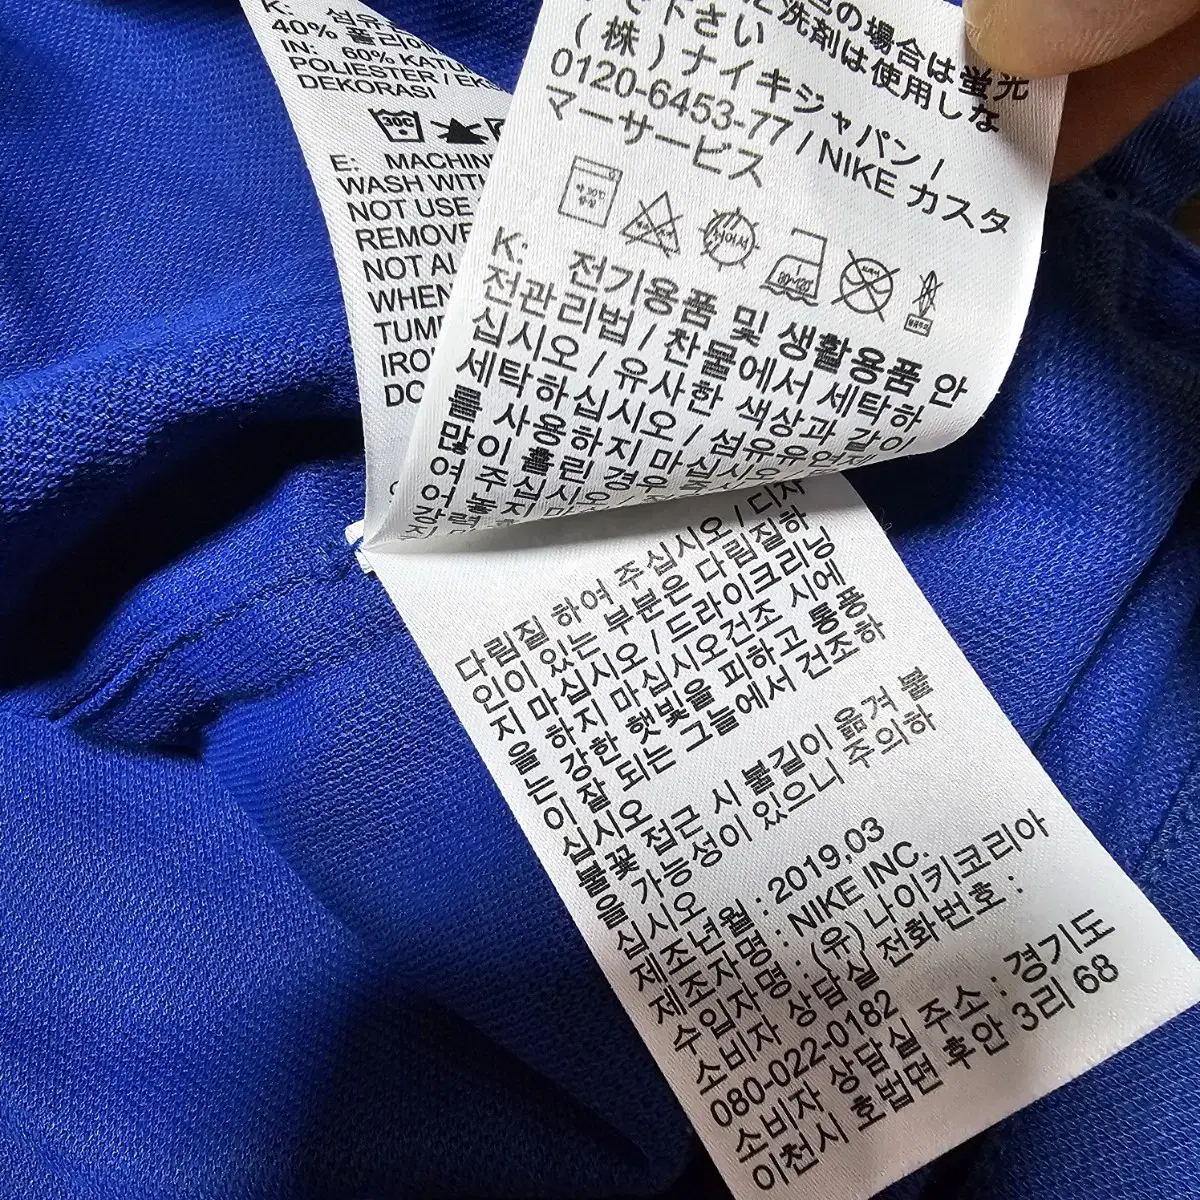 K: 섬유
40% 폴리에
IN: 60% KATU
POLIESTER / EK
DEKORASI
30C
E: MACHIN
WASH WITH
NOT USE
REMOVE
NOT AL
WHEN
TUM
IRO
DO
色の場合は蛍光
洗剤は使用しな
で下さい
(株)ナイキジャパン /
0120-6453-77 / NIKE カスタ
マーサービス
K: 전기용품 및 생활용품 안
전관리법 / 찬물에서 세탁하
십시오 / 유사한 색상과 같이
세탁하십시오 / 섬유유연제
를 사용하지 마십시오
많이 흘린 경우
여 주십시오
다림질 하여 주십시오 / 디자
인이 있는 부분은 다림질하
지 마십시오 / 드라이크리닝
을 하지 마십시오건조 시에
는 강한 햇빛을 피하고 통풍
이 잘 되는 그늘에서 건조하
십시오
불꽃 접근 시 불길이 옮겨 붙
을 가능성이 있으니 주의하
십시오
제조년월 : 2019,03
제조자명 : NIKE INC.
수입자명 : (유) 나이키코리아
소비자 상담실 전화번호 :
080-022-0182
소비자 상담실 주소 : 경기도
이천시 호법면 후안 3리 68